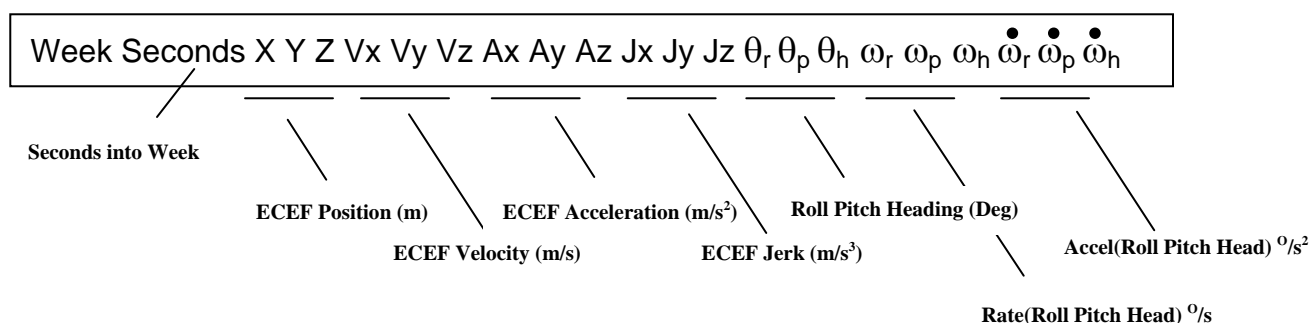 Week Seconds X Y Z Vx Vy Vz Ax Ay Az Jx Jy Jz θr θp θh ωr ωp ωh ω̇r ω̇p ω̇h
Seconds into Week
ECEF Position (m)
ECEF Velocity (m/s)
ECEF Acceleration (m/s²)
ECEF Jerk (m/s³)
Roll Pitch Heading (Deg)
Rate(Roll Pitch Head) ᴼ/s
Accel(Roll Pitch Head) ᴼ/s²